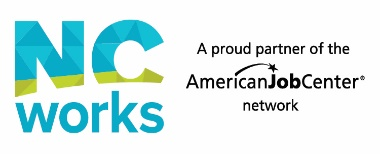 NC
works
A proud partner of the
AmericanJobCenter®
network